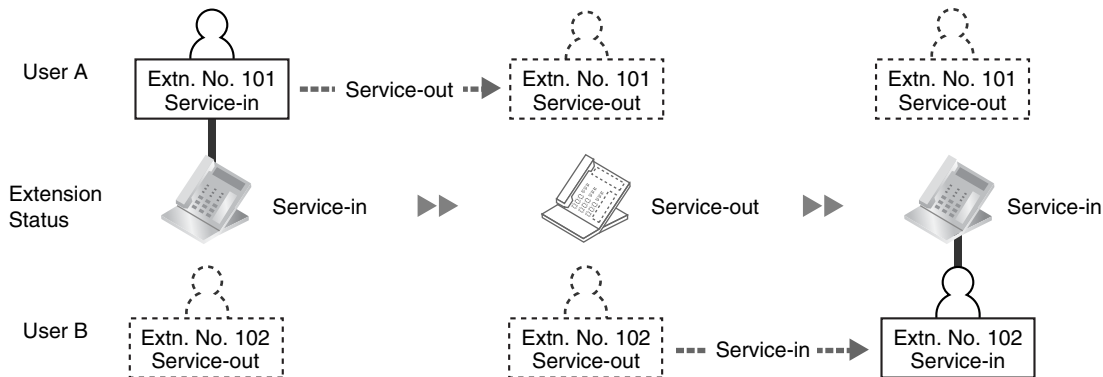 User A
Extn. No. 101
Service-in
Service-out
Extn. No. 101
Service-out
Extn. No. 101
Service-out
Extension
Status
Service-in
Service-out
Service-in
User B
Extn. No. 102
Service-out
Extn. No. 102
Service-out
Service-in
Extn. No. 102
Service-in